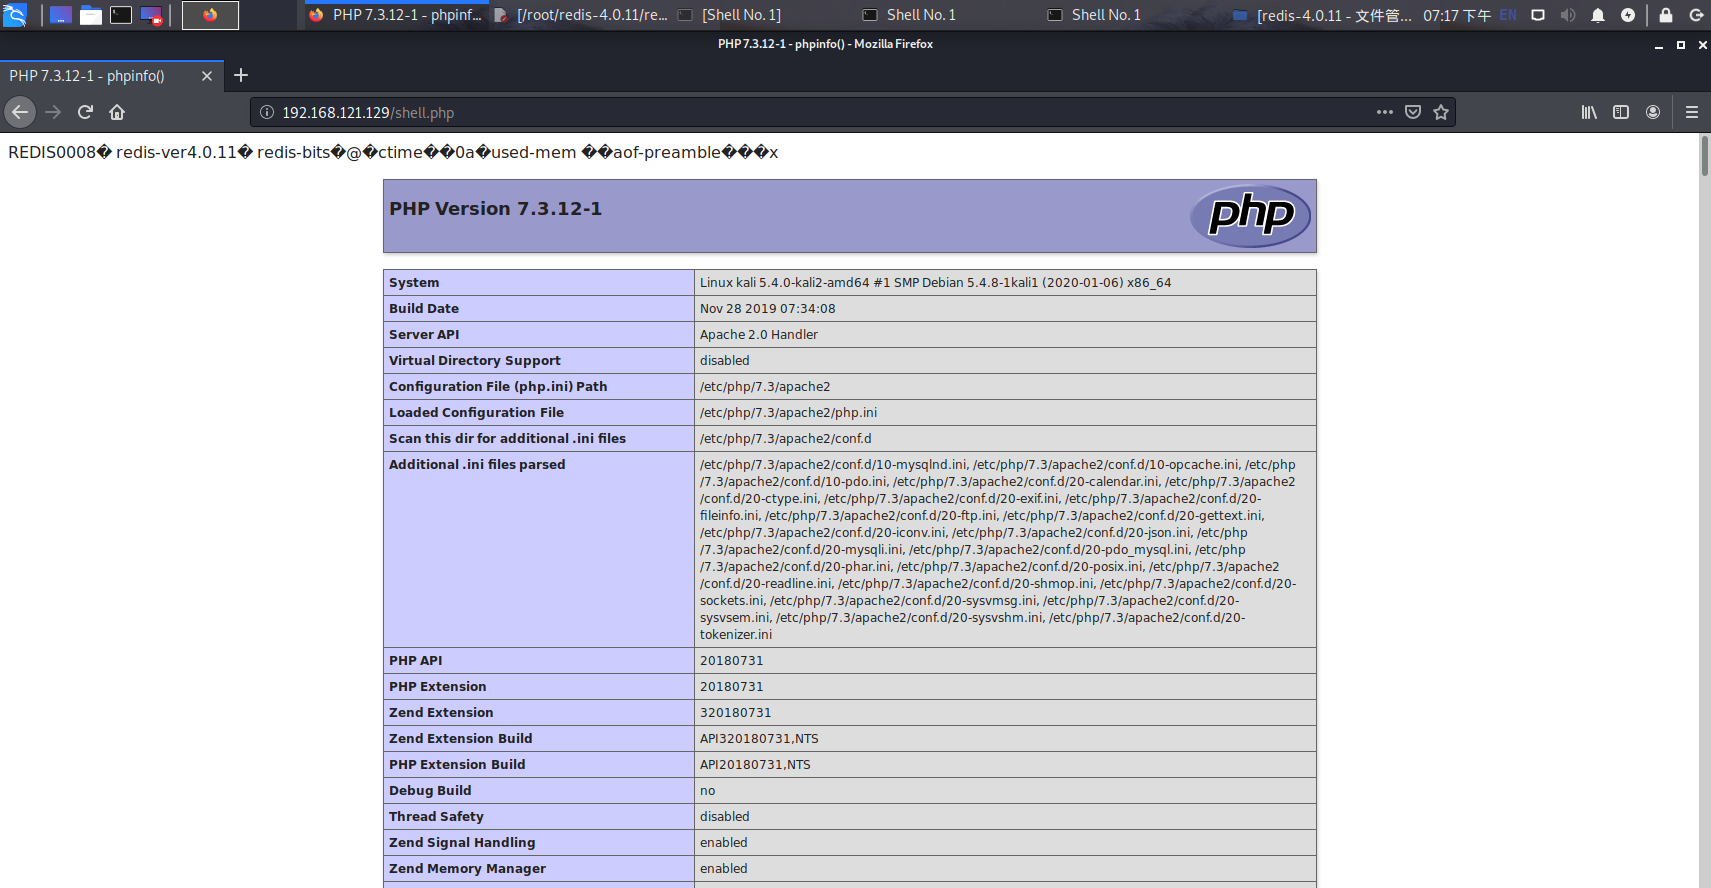 PHP 7.3.12-1 - phpinf... [/root/redis-4.0.11/re... [Shell No. 1] Shell No. 1 Shell No. 1 [redis-4.0.11 - 文件管... 07:17 下午 EN
PHP 7.3.12-1 - phpinfo() - Mozilla Firefox
PHP 7.3.12-1 - phpinfo()
192.168.121.129/shell.php
REDIS0008� redis-ver4.0.11� redis-bits�@�ctime��0a�used-mem ��aof-preamble���x
PHP Version 7.3.12-1
php
System Linux kali 5.4.0-kali2-amd64 #1 SMP Debian 5.4.8-1kali1 (2020-01-06) x86_64
Build Date Nov 28 2019 07:34:08
Server API Apache 2.0 Handler
Virtual Directory Support disabled
Configuration File (php.ini) Path /etc/php/7.3/apache2
Loaded Configuration File /etc/php/7.3/apache2/php.ini
Scan this dir for additional .ini files /etc/php/7.3/apache2/conf.d
Additional .ini files parsed /etc/php/7.3/apache2/conf.d/10-mysqlnd.ini, /etc/php/7.3/apache2/conf.d/10-opcache.ini, /etc/php
/7.3/apache2/conf.d/10-pdo.ini, /etc/php/7.3/apache2/conf.d/20-calendar.ini, /etc/php/7.3/apache2
/conf.d/20-ctype.ini, /etc/php/7.3/apache2/conf.d/20-exif.ini, /etc/php/7.3/apache2/conf.d/20-
fileinfo.ini, /etc/php/7.3/apache2/conf.d/20-ftp.ini, /etc/php/7.3/apache2/conf.d/20-gettext.ini,
/etc/php/7.3/apache2/conf.d/20-iconv.ini, /etc/php/7.3/apache2/conf.d/20-json.ini, /etc/php
/7.3/apache2/conf.d/20-mysqli.ini, /etc/php/7.3/apache2/conf.d/20-pdo_mysql.ini, /etc/php
/7.3/apache2/conf.d/20-phar.ini, /etc/php/7.3/apache2/conf.d/20-posix.ini, /etc/php/7.3/apache2
/conf.d/20-readline.ini, /etc/php/7.3/apache2/conf.d/20-shmop.ini, /etc/php/7.3/apache2/conf.d/20-
sockets.ini, /etc/php/7.3/apache2/conf.d/20-sysvmsg.ini, /etc/php/7.3/apache2/conf.d/20-
sysvsem.ini, /etc/php/7.3/apache2/conf.d/20-sysvshm.ini, /etc/php/7.3/apache2/conf.d/20-
tokenizer.ini
PHP API 20180731
PHP Extension 20180731
Zend Extension 320180731
Zend Extension Build API320180731,NTS
PHP Extension Build API20180731,NTS
Debug Build no
Thread Safety disabled
Zend Signal Handling enabled
Zend Memory Manager enabled